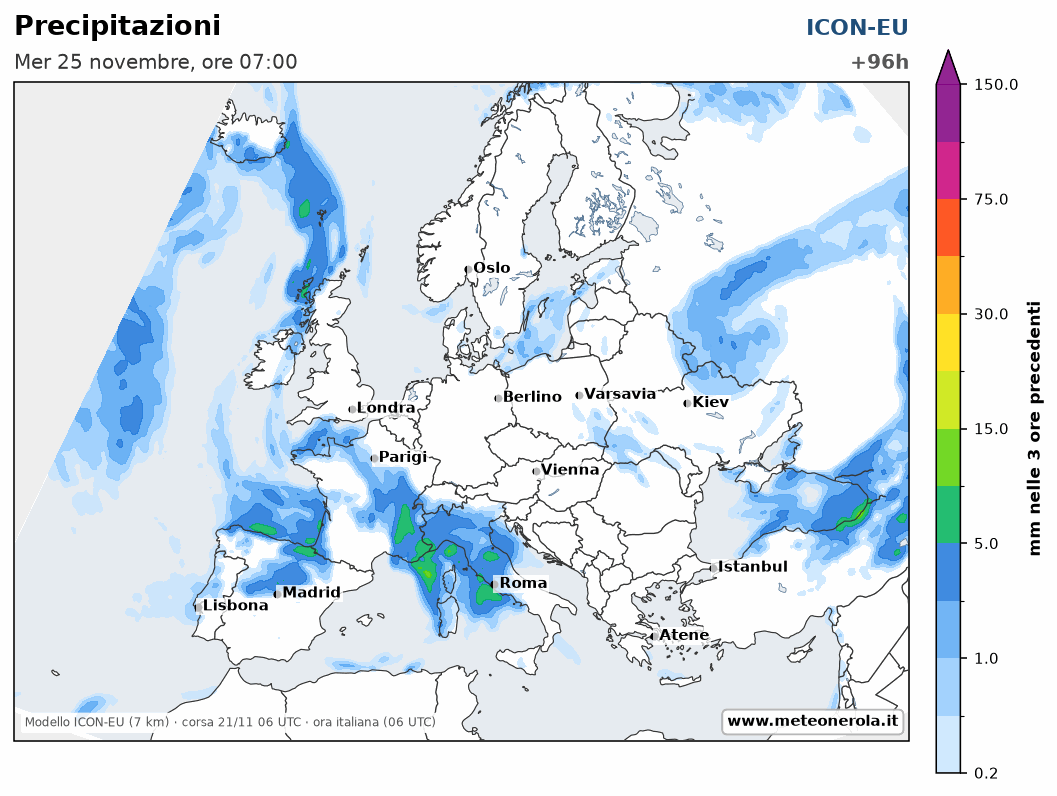 Precipitazioni
ICON-EU
Mer 25 novembre, ore 07:00
+96h
150.0
75.0
30.0
15.0
5.0
1.0
0.2
mm nelle 3 ore precedenti
Oslo
Berlino
Varsavia
Kiev
Londra
Parigi
Vienna
Istanbul
Roma
Madrid
Lisbona
Atene
Modello ICON-EU (7 km) · corsa 21/11 06 UTC · ora italiana (06 UTC)
www.meteonerola.it